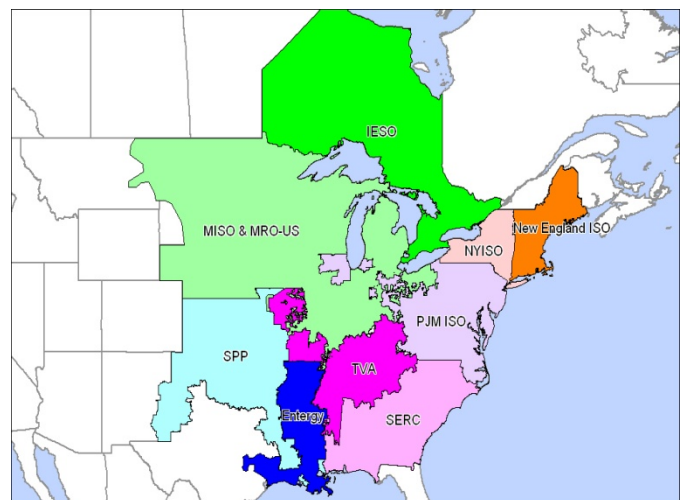 IESO
MISO & MRO-US
New England ISO
NYISO
PJM ISO
SPP
TVA
Entergy
SERC